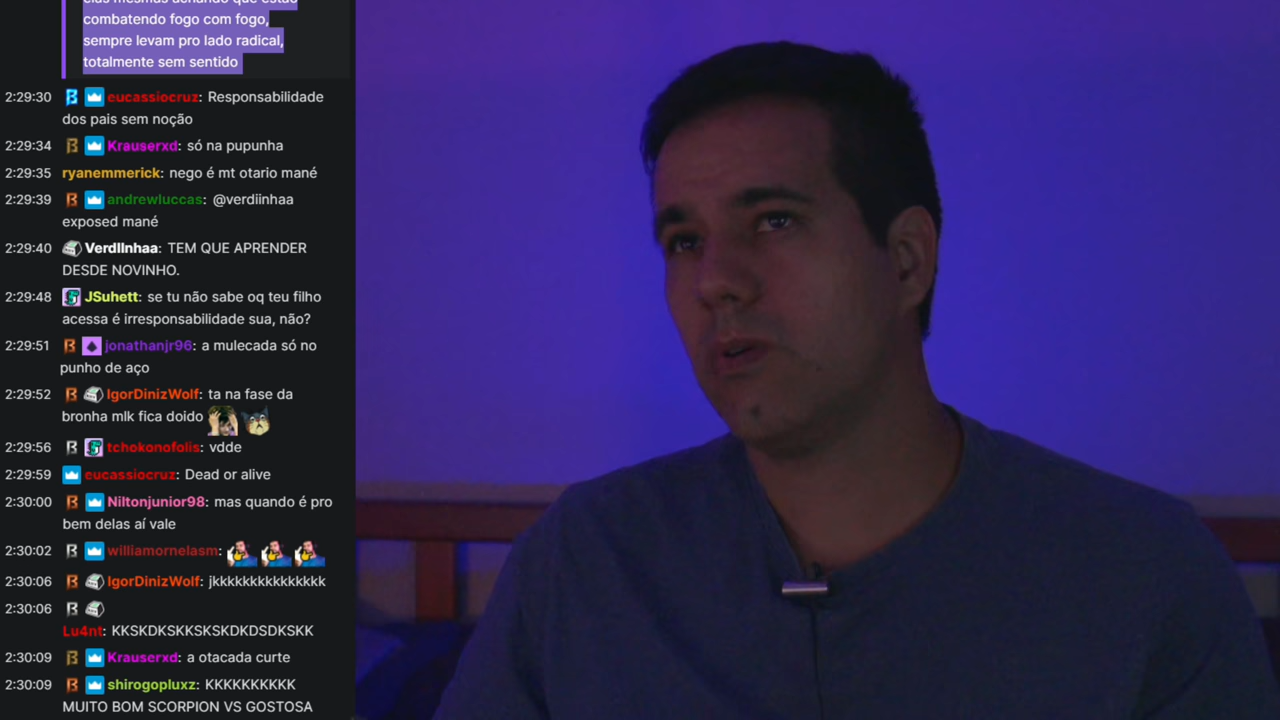 combatendo fogo com fogo,
sempre levam pro lado radical,
totalmente sem sentido
2:29:30 eucassiocruz: Responsabilidade
dos pais sem noção
2:29:34 Krauserxd: só na pupunha
2:29:35 ryanemmerick: nego é mt otario mané
2:29:39 andrewluccas: @verdiinhaa
exposed mané
2:29:40 VerdIInhaa: TEM QUE APRENDER
DESDE NOVINHO.
2:29:48 JSuhett: se tu não sabe oq teu filho
acessa é irresponsabilidade sua, não?
2:29:51 jonathanjr96: a mulecada só no
punho de aço
2:29:52 IgorDinizWolf: ta na fase da
bronha mlk fica doido
2:29:56 tchokonofolis: vdde
2:29:59 eucassiocruz: Dead or alive
2:30:00 Niltonjunior98: mas quando é pro
bem delas aí vale
2:30:02 williamornelasm:
2:30:06 IgorDinizWolf: jkkkkkkkkkkkkkkk
2:30:06
Lu4nt: KKSKDKSKKSKSKDKDSDKSKK
2:30:09 Krauserxd: a otacada curte
2:30:09 shirogopluxz: KKKKKKKKKK
MUITO BOM SCORPION VS GOSTOSA